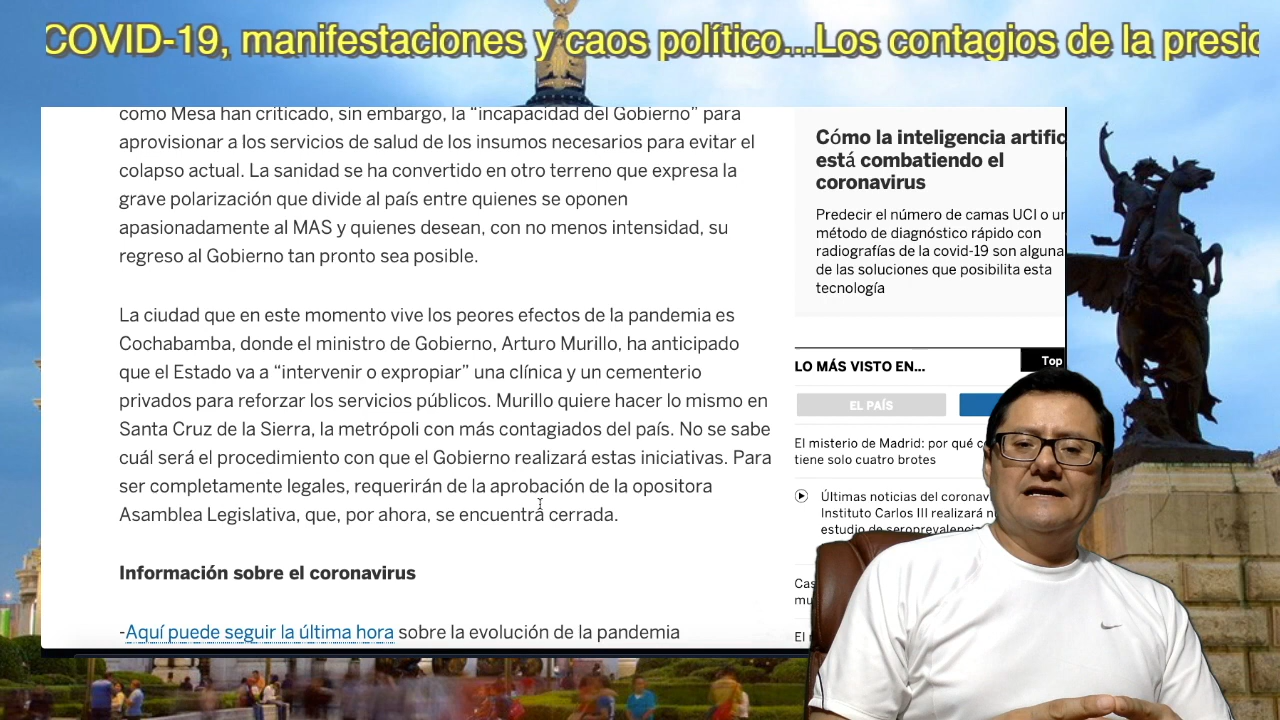 COVID-19, manifestaciones y caos político...Los contagios de la
como Mesa han criticado, sin embargo, la “incapacidad del Gobierno” para
aprovisionar a los servicios de salud de los insumos necesarios para evitar el
colapso actual. La sanidad se ha convertido en otro terreno que expresa la
grave polarización que divide al país entre quienes se oponen
apasionadamente al MAS y quienes desean, con no menos intensidad, su
regreso al Gobierno tan pronto sea posible.
La ciudad que en este momento vive los peores efectos de la pandemia es
Cochabamba, donde el ministro de Gobierno, Arturo Murillo, ha anticipado
que el Estado va a “intervenir o expropiar” una clínica y un cementerio
privados para reforzar los servicios públicos. Murillo quiere hacer lo mismo en
Santa Cruz de la Sierra, la metrópoli con más contagiados del país. No se sabe
cuál será el procedimiento con que el Gobierno realizará estas iniciativas. Para
ser completamente legales, requerirán de la aprobación de la opositora
Asamblea Legislativa, que, por ahora, se encuentra cerrada.
Información sobre el coronavirus
-Aquí puede seguir la última hora sobre la evolución de la pandemia
Cómo la inteligencia
está combatiendo el
coronavirus
Predecir el número de camas UCI o
método de diagnóstico rápido con
radiografías de la covid-19 son
de las soluciones que posibilita esta
tecnología
LO MÁS VISTO EN...
Top
EL PAÍS
El misterio de Madrid: por qué
tiene solo cuatro brotes
Últimas noticias del
Instituto Carlos III realizará
estudio de
El